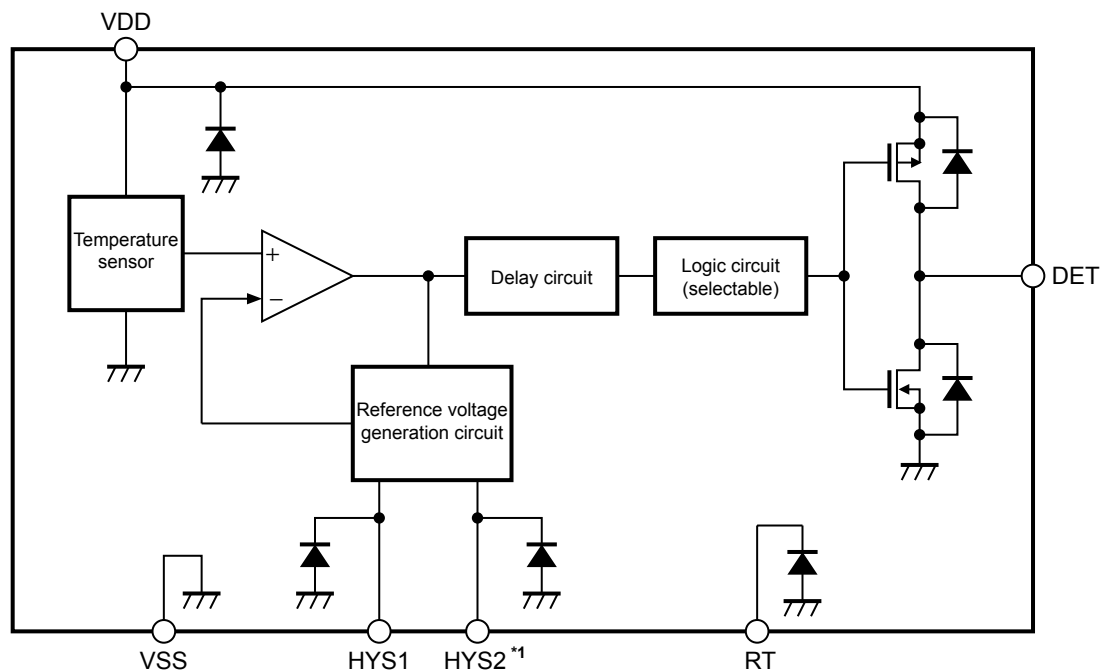 VDD
Temperature
sensor
+
−
Delay circuit
Logic circuit
(selectable)
DET
Reference voltage
generation circuit
VSS
HYS1
HYS2 *1
RT